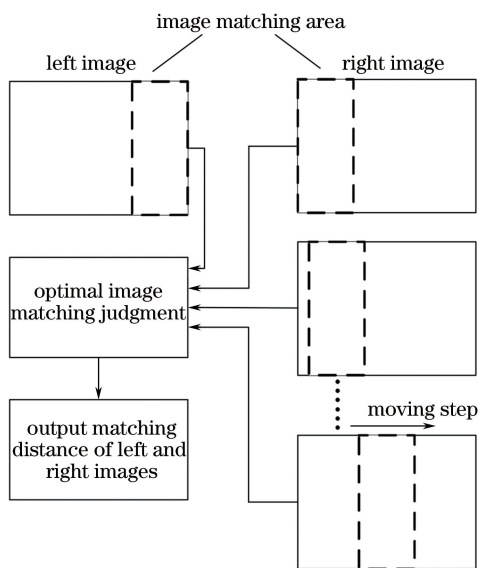 image matching area
left image
right image
optimal image
matching judgment
moving step
output matching
distance of left and
right images